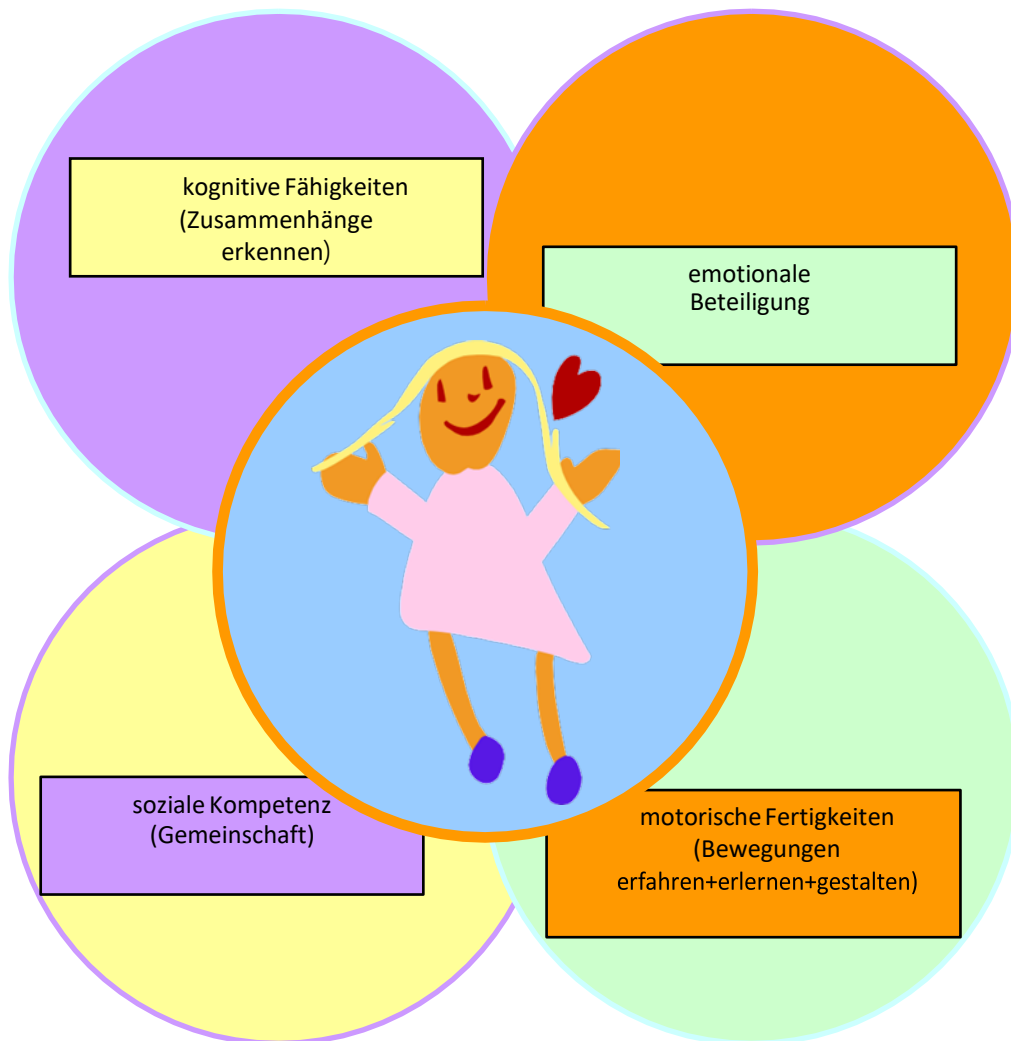 kognitive Fähigkeiten
(Zusammenhänge
erkennen)
emotionale
Beteiligung
soziale Kompetenz
(Gemeinschaft)
motorische Fertigkeiten
(Bewegungen
erfahren+erlernen+gestalten)